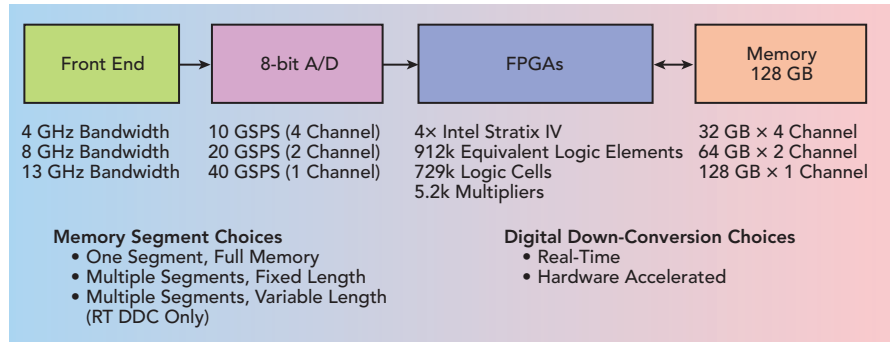 Front End
8-bit A/D
FPGAs
Memory
128 GB
4 GHz Bandwidth
8 GHz Bandwidth
13 GHz Bandwidth
10 GSPS (4 Channel)
20 GSPS (2 Channel)
40 GSPS (1 Channel)
4× Intel Stratix IV
912k Equivalent Logic Elements
729k Logic Cells
5.2k Multipliers
32 GB × 4 Channel
64 GB × 2 Channel
128 GB × 1 Channel
Memory Segment Choices
• One Segment, Full Memory
• Multiple Segments, Fixed Length
• Multiple Segments, Variable Length
(RT DDC Only)
Digital Down-Conversion Choices
• Real-Time
• Hardware Accelerated